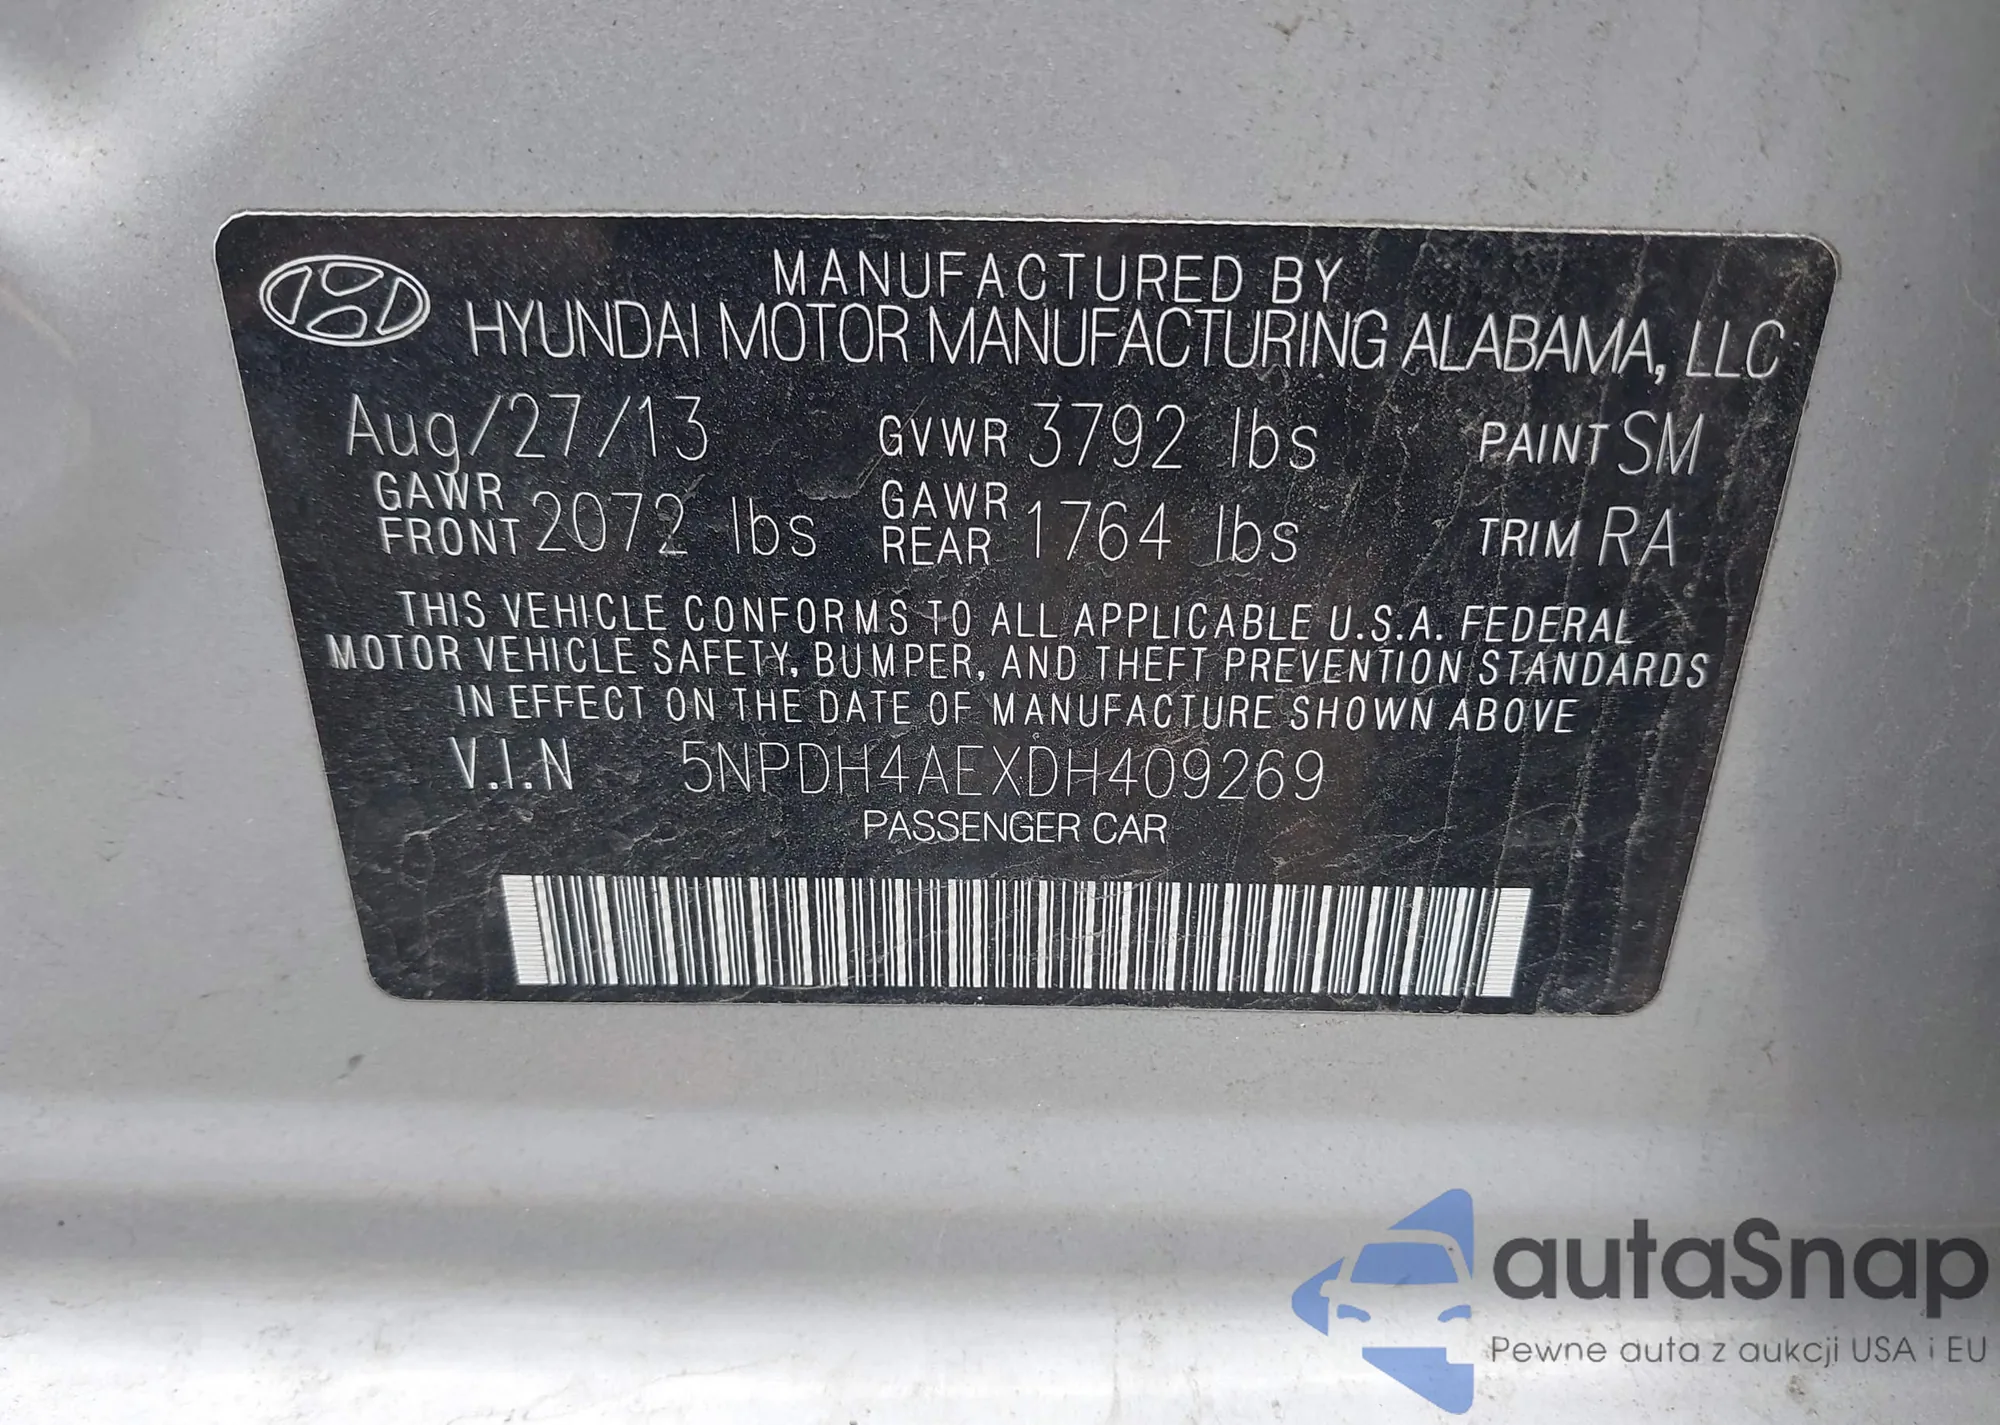 MANUFACTURED BY
HYUNDAI MOTOR MANUFACTURING ALABAMA, LLC
Aug/27/13 GVWR 3792 lbs PAINT SM
GAWR FRONT 2072 lbs GAWR REAR 1764 lbs TRIM RA
THIS VEHICLE CONFORMS TO ALL APPLICABLE U.S.A. FEDERAL
MOTOR VEHICLE SAFETY, BUMPER, AND THEFT PREVENTION STANDARDS
IN EFFECT ON THE DATE OF MANUFACTURE SHOWN ABOVE
V.I.N 5NPDH4AEXDH409269
PASSENGER CAR
autaSnap
Pewne auta z aukcji USA i EU